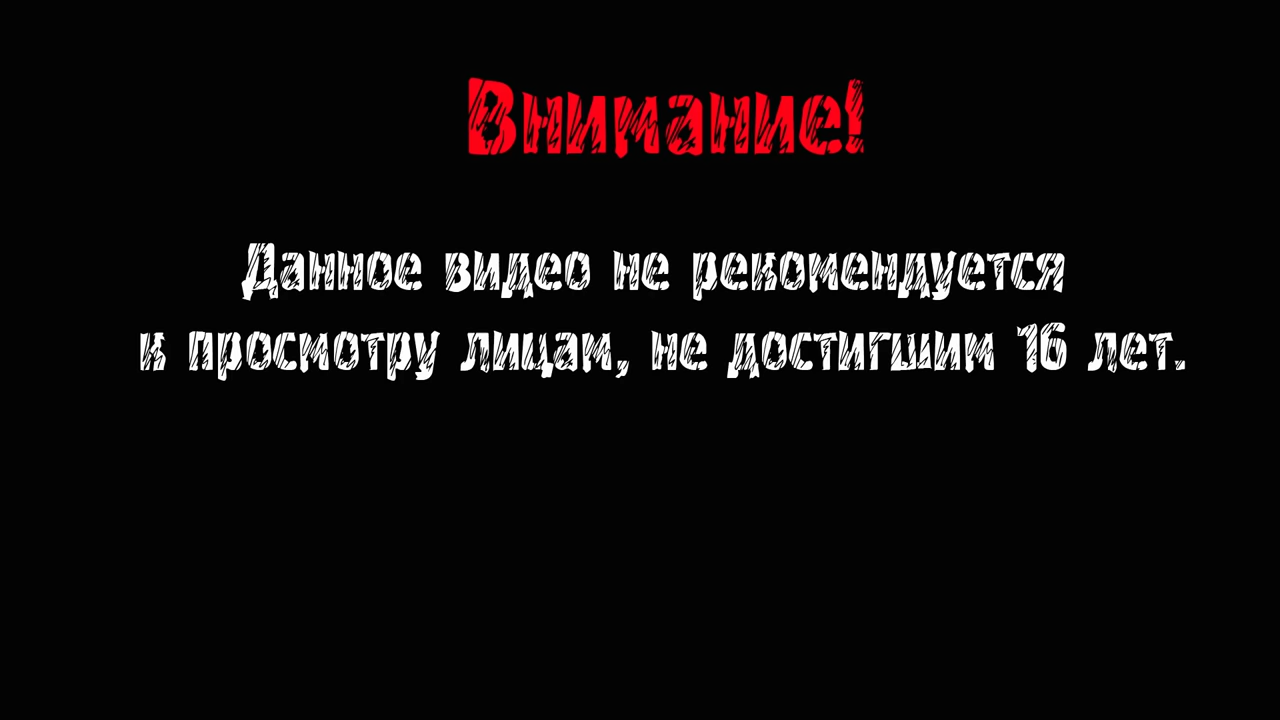 Внимание!
Данное видео не рекомендуется
к просмотру лицам, не достигшим 16 лет.